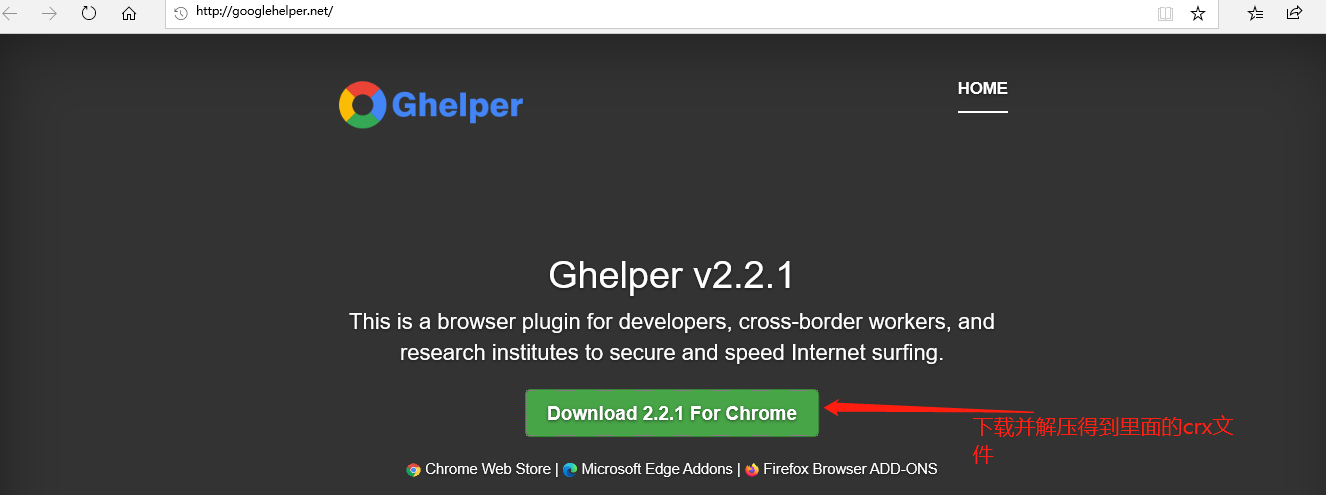 http://googlehelper.net/
Ghelper
HOME
Ghelper v2.2.1
This is a browser plugin for developers, cross-border workers, and
research institutes to secure and speed Internet surfing.
Download 2.2.1 For Chrome
下载并解压得到里面的crx文
件
Chrome Web Store | Microsoft Edge Addons | Firefox Browser ADD-ONS